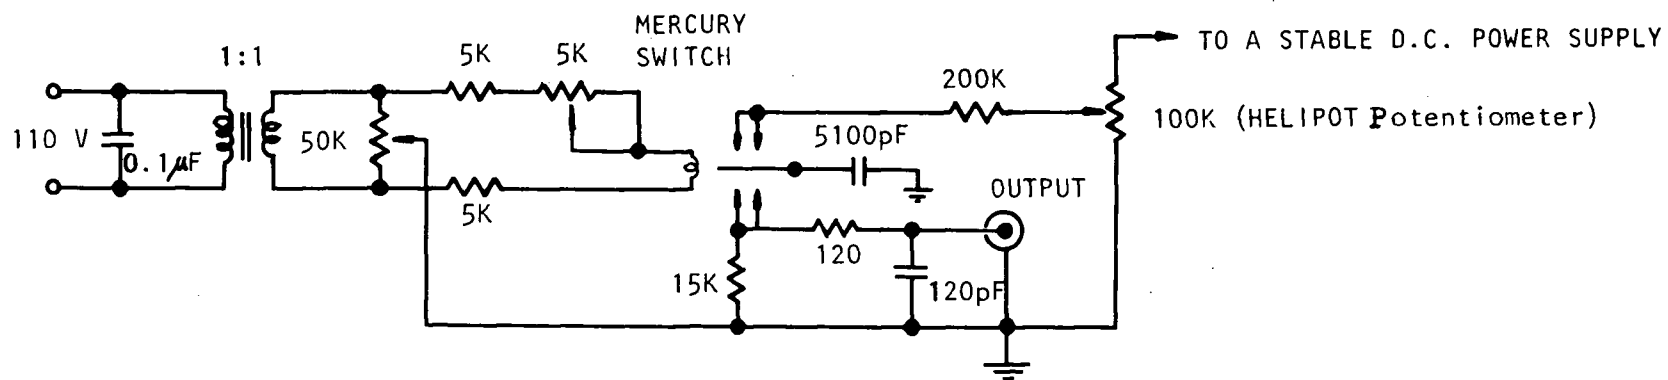 MERCURY
SWITCH
1:1
5K
5K
TO A STABLE D.C. POWER SUPPLY
200K
110 V
0.1µF
50K
5100pF
100K (HELIPOT Potentiometer)
5K
OUTPUT
120
15K
120pF